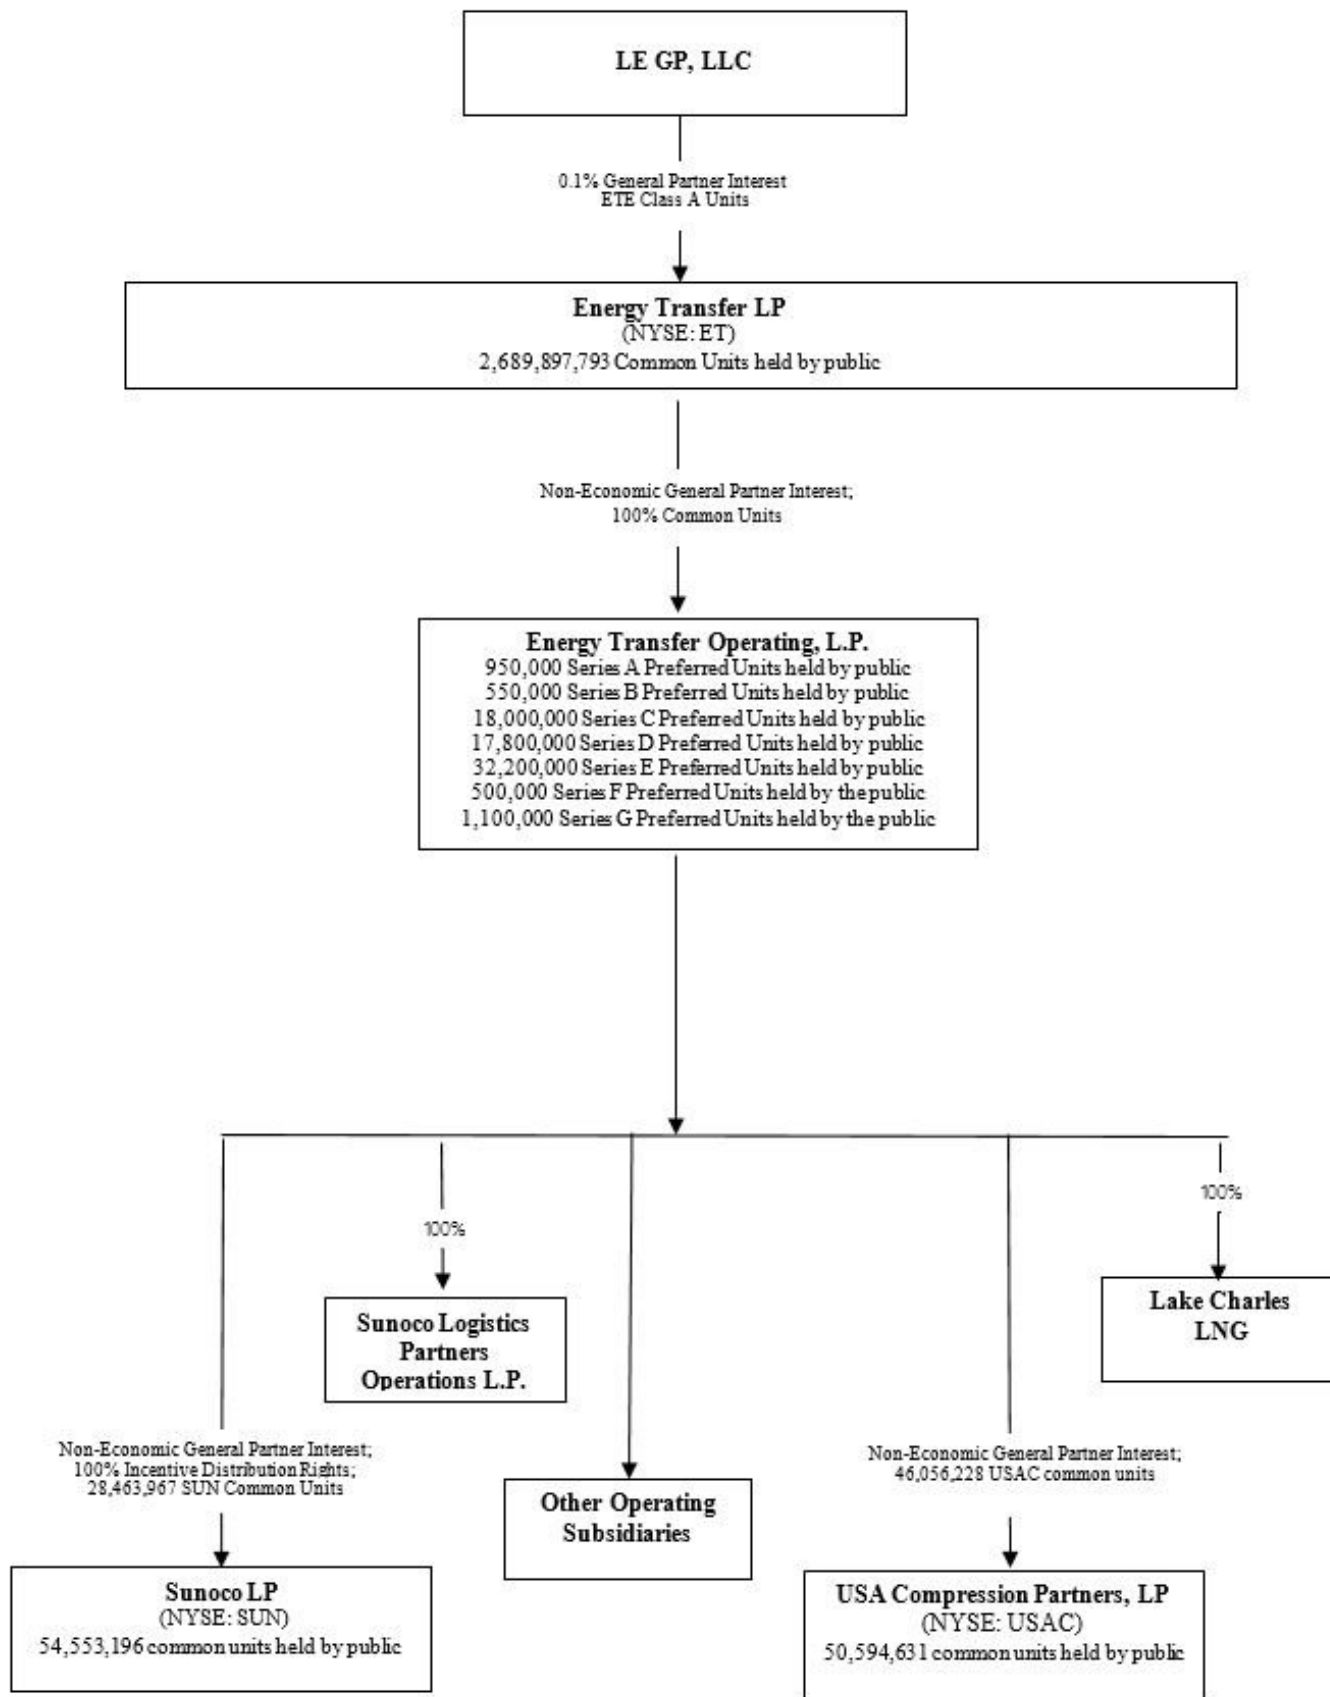 LE GP, LLC
0.1% General Partner Interest
ETE Class A Units
Energy Transfer LP
(NYSE: ET)
2,689,897,793 Common Units held by public
Non-Economic General Partner Interest;
100% Common Units
Energy Transfer Operating, L.P.
950,000 Series A Preferred Units held by public
550,000 Series B Preferred Units held by public
18,000,000 Series C Preferred Units held by public
17,800,000 Series D Preferred Units held by public
32,200,000 Series E Preferred Units held by public
500,000 Series F Preferred Units held by the public
1,100,000 Series G Preferred Units held by the public
100%
100%
Sunoco Logistics
Partners
Operations L.P.
Lake Charles
LNG
Non-Economic General Partner Interest;
100% Incentive Distribution Rights;
28,463,967 SUN Common Units
Non-Economic General Partner Interest;
46,056,228 USAC common units
Other Operating
Subsidiaries
Sunoco LP
(NYSE: SUN)
54,553,196 common units held by public
USA Compression Partners, LP
(NYSE: USAC)
50,594,631 common units held by public